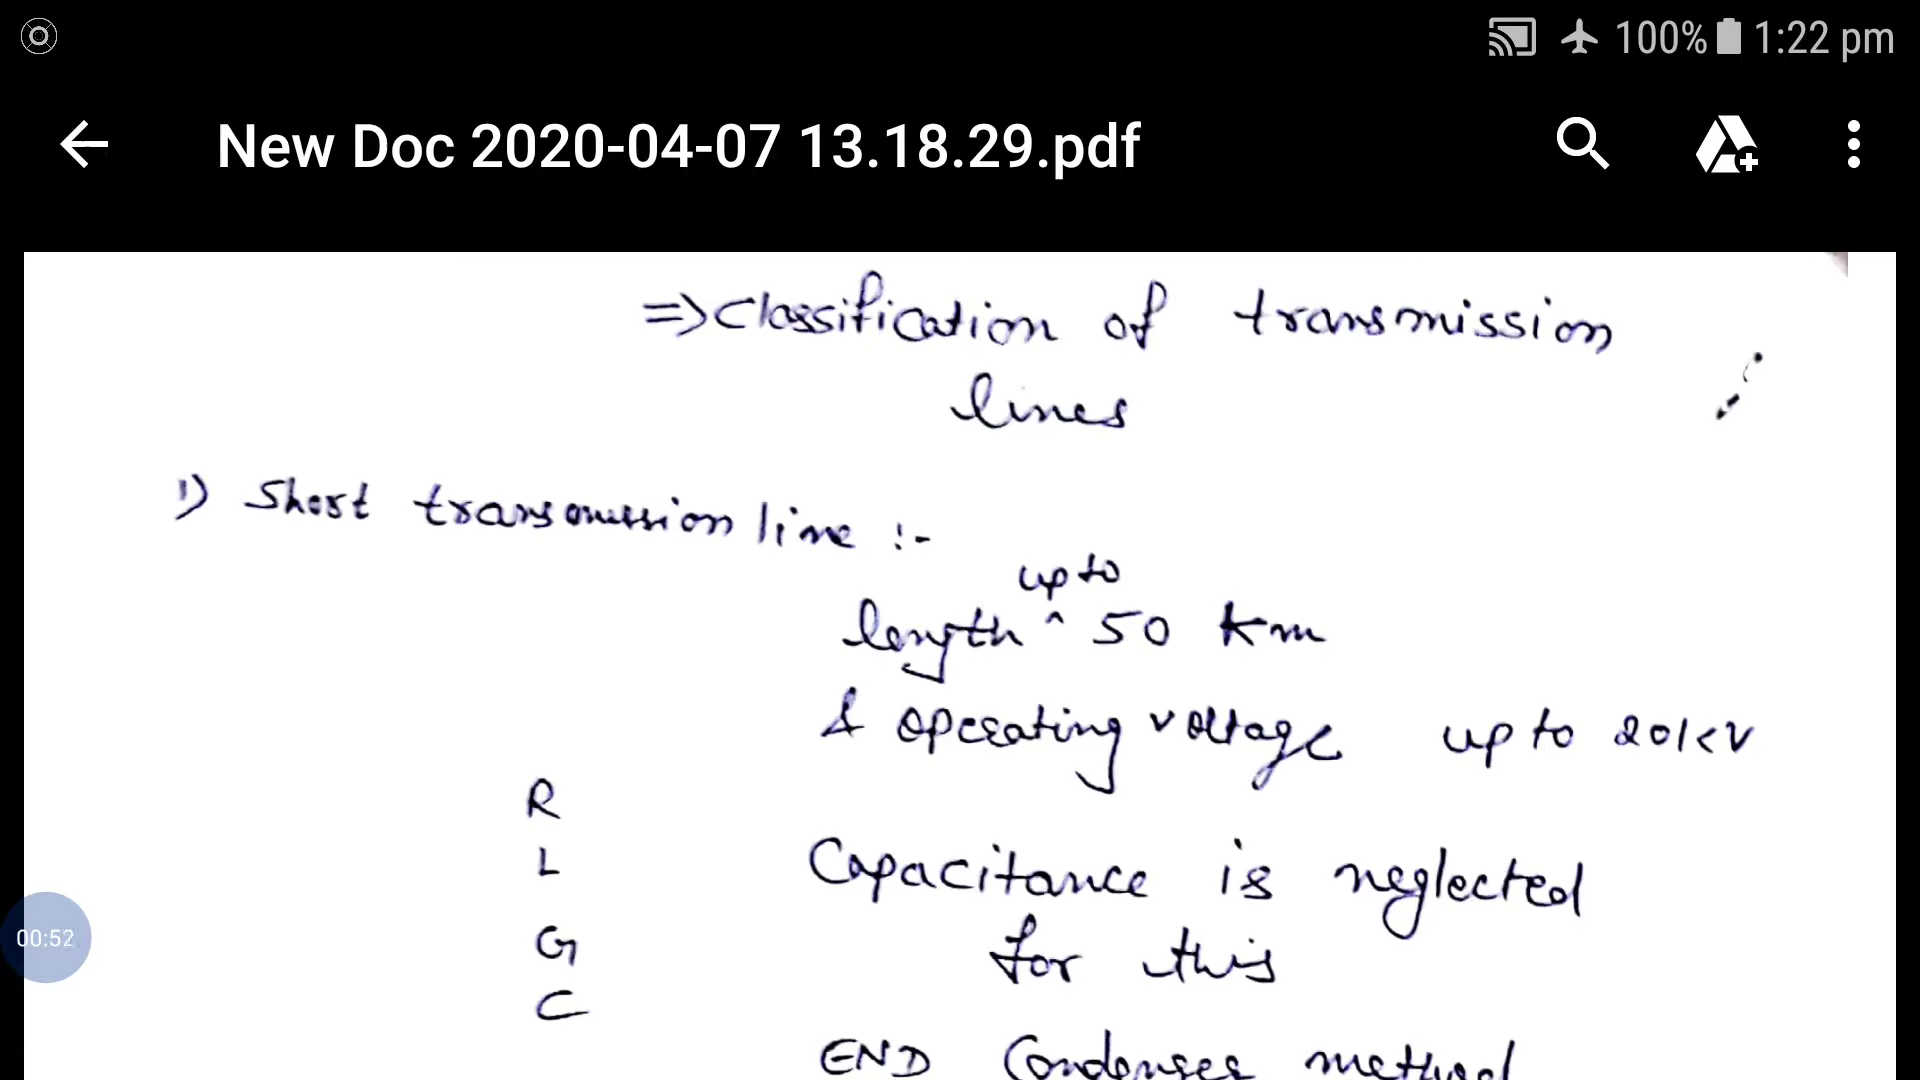 100% 1:22 pm
New Doc 2020-04-07 13.18.29.pdf
=> Classification of transmission
lines
1) Short transmission line :-
up to
length ^ 50 Km
& operating voltage up to 20 kV
R
L
G
C
Capacitance is neglected
for this
00:52
END Condenser method